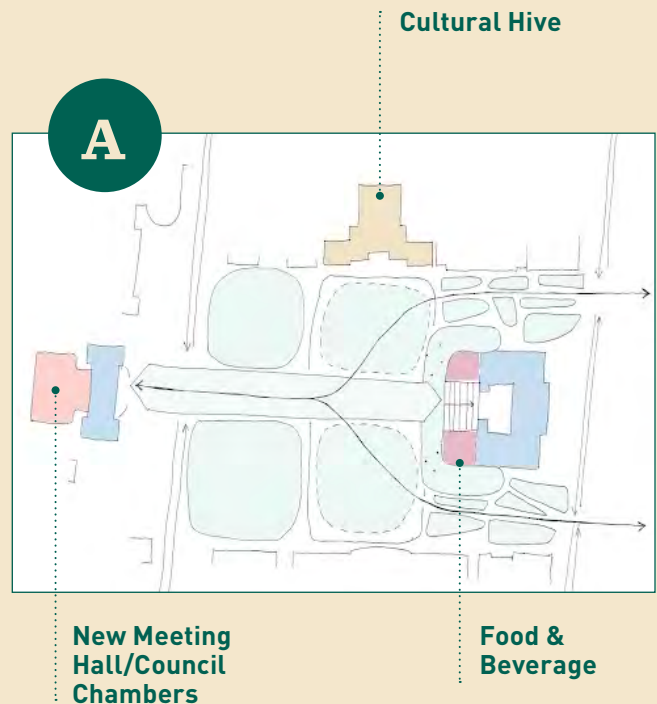 Cultural Hive
A
New Meeting
Hall/Council
Chambers
Food &
Beverage